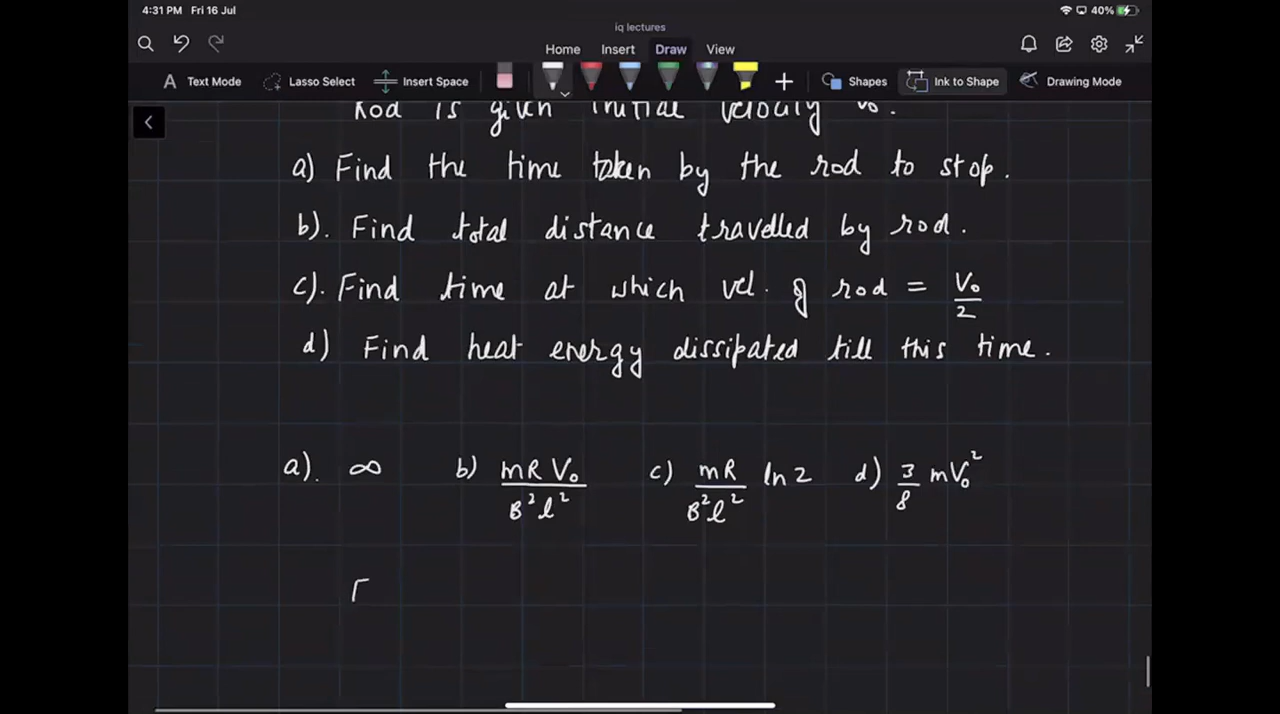 4:31 PM Fri 16 Jul 40%
iq lectures
Home Insert Draw View
Text Mode Lasso Select Insert Space Shapes Ink to Shape Drawing Mode
Rod is given initial velocity V₀.
a) Find the time taken by the rod to stop.
b). Find total distance travelled by rod.
c). Find time at which vel. of rod = V₀/2
d) Find heat energy dissipated till this time.
a). ∞ b) mRV₀/B²l² c) mR/B²l² ln2 d) 3/8 mV₀²